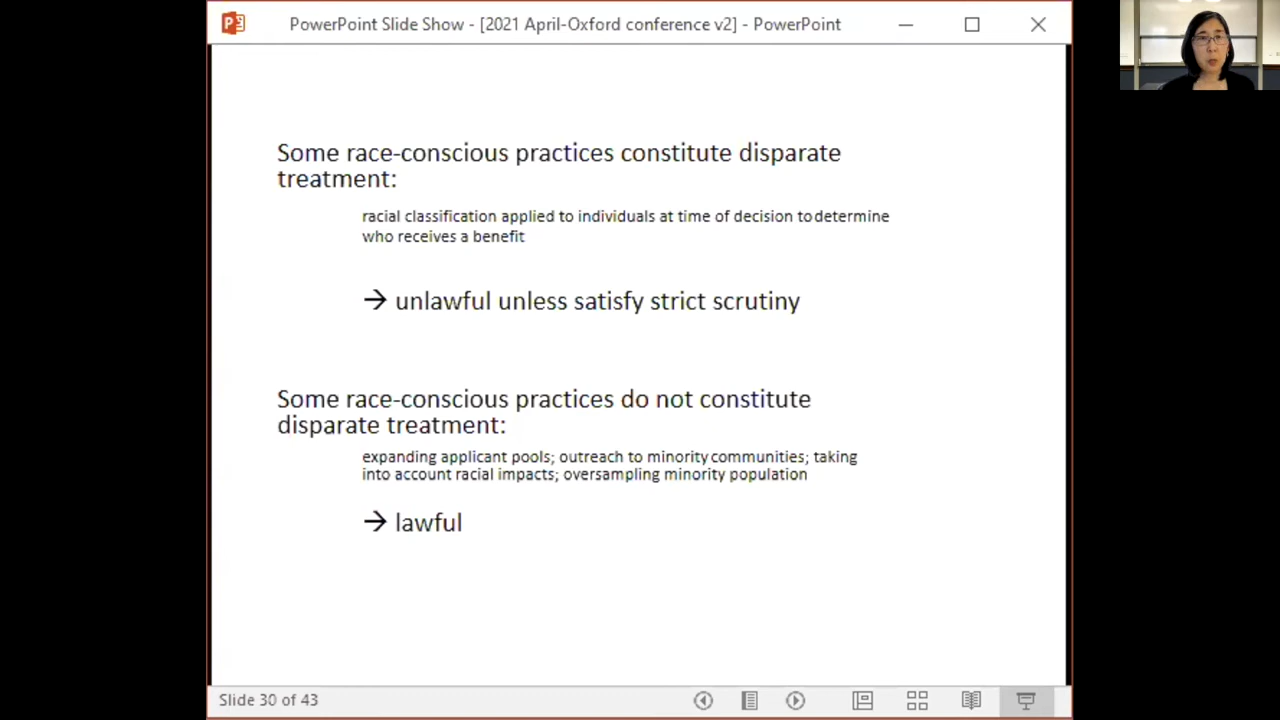 PowerPoint Slide Show - [2021 April-Oxford conference v2] - PowerPoint
Some race-conscious practices constitute disparate
treatment:
racial classification applied to individuals at time of decision to determine
who receives a benefit
→ unlawful unless satisfy strict scrutiny
Some race-conscious practices do not constitute
disparate treatment:
expanding applicant pools; outreach to minority communities; taking
into account racial impacts; oversampling minority population
→ lawful
Slide 30 of 43